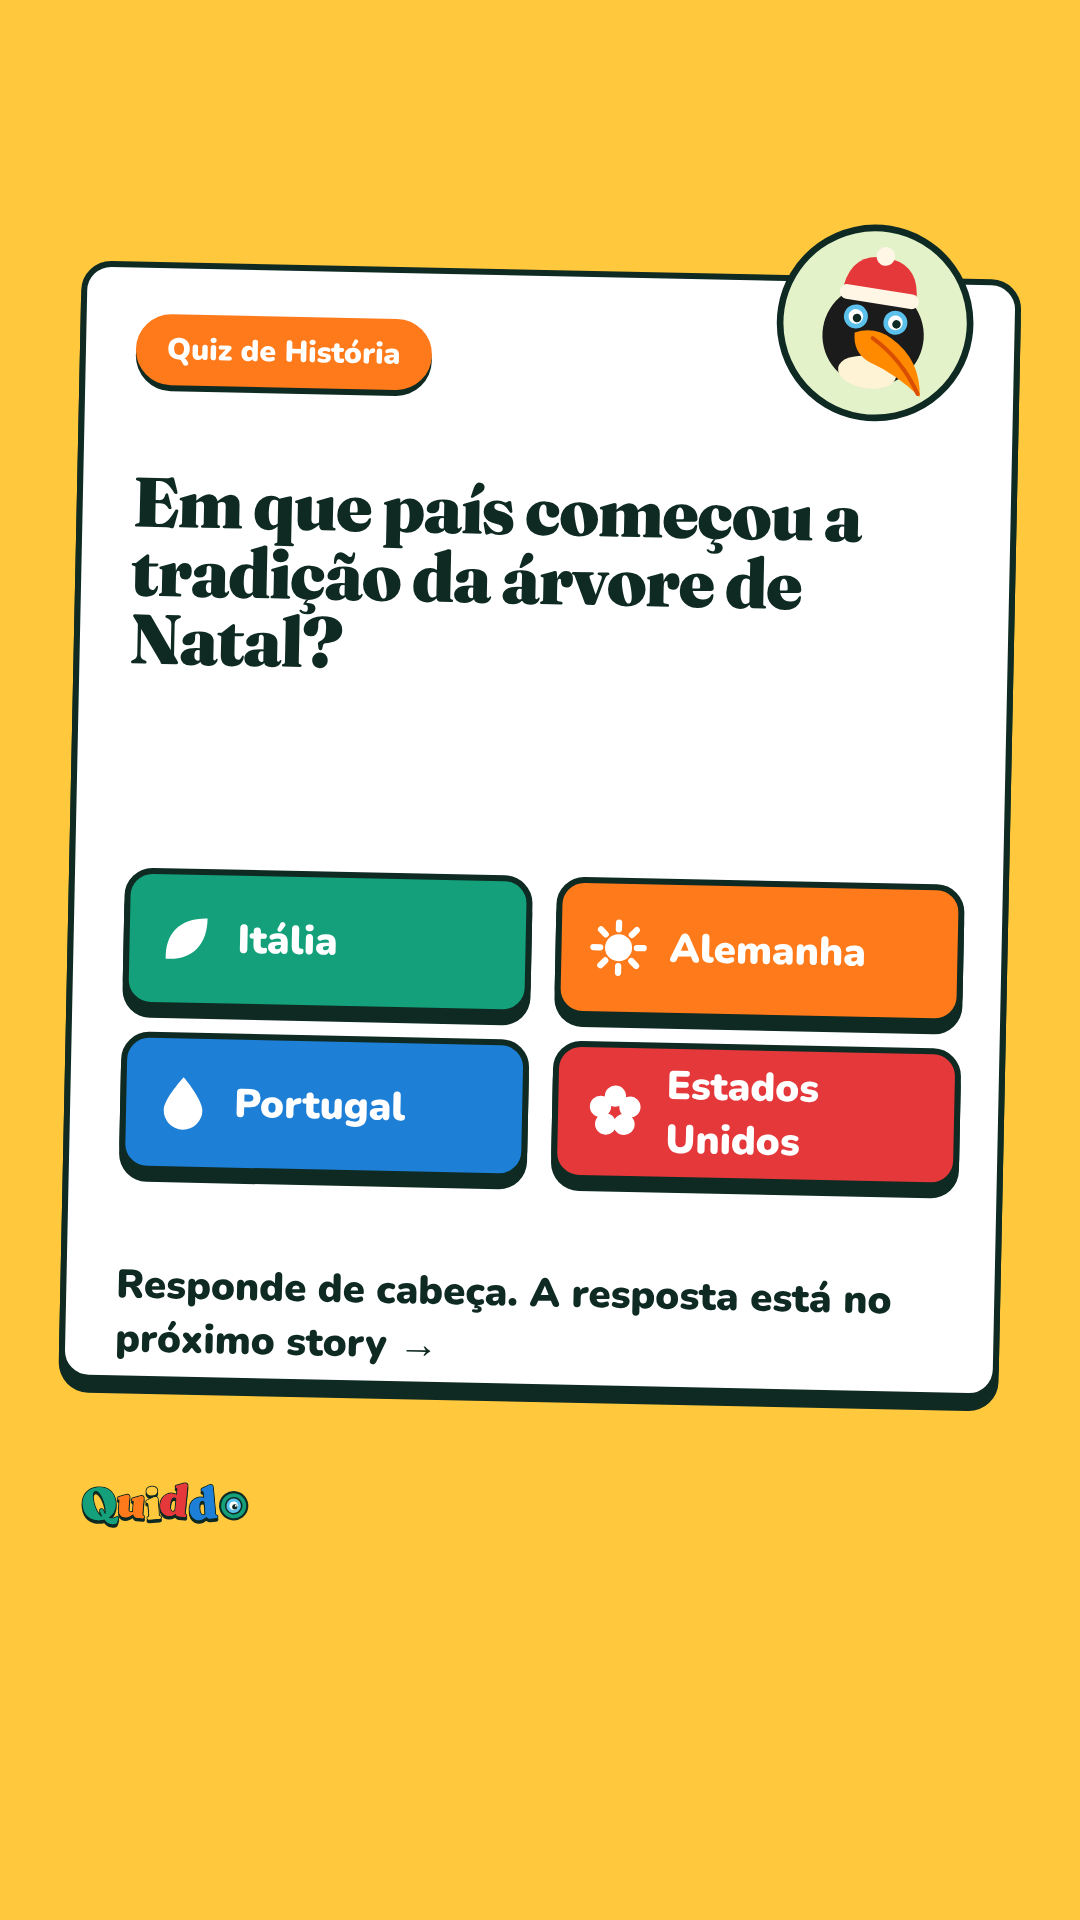 Quiz de História
Em que país começou a
tradição da árvore de
Natal?
Itália
Alemanha
Portugal
Estados
Unidos
Responde de cabeça. A resposta está no
próximo story →
Quiddo